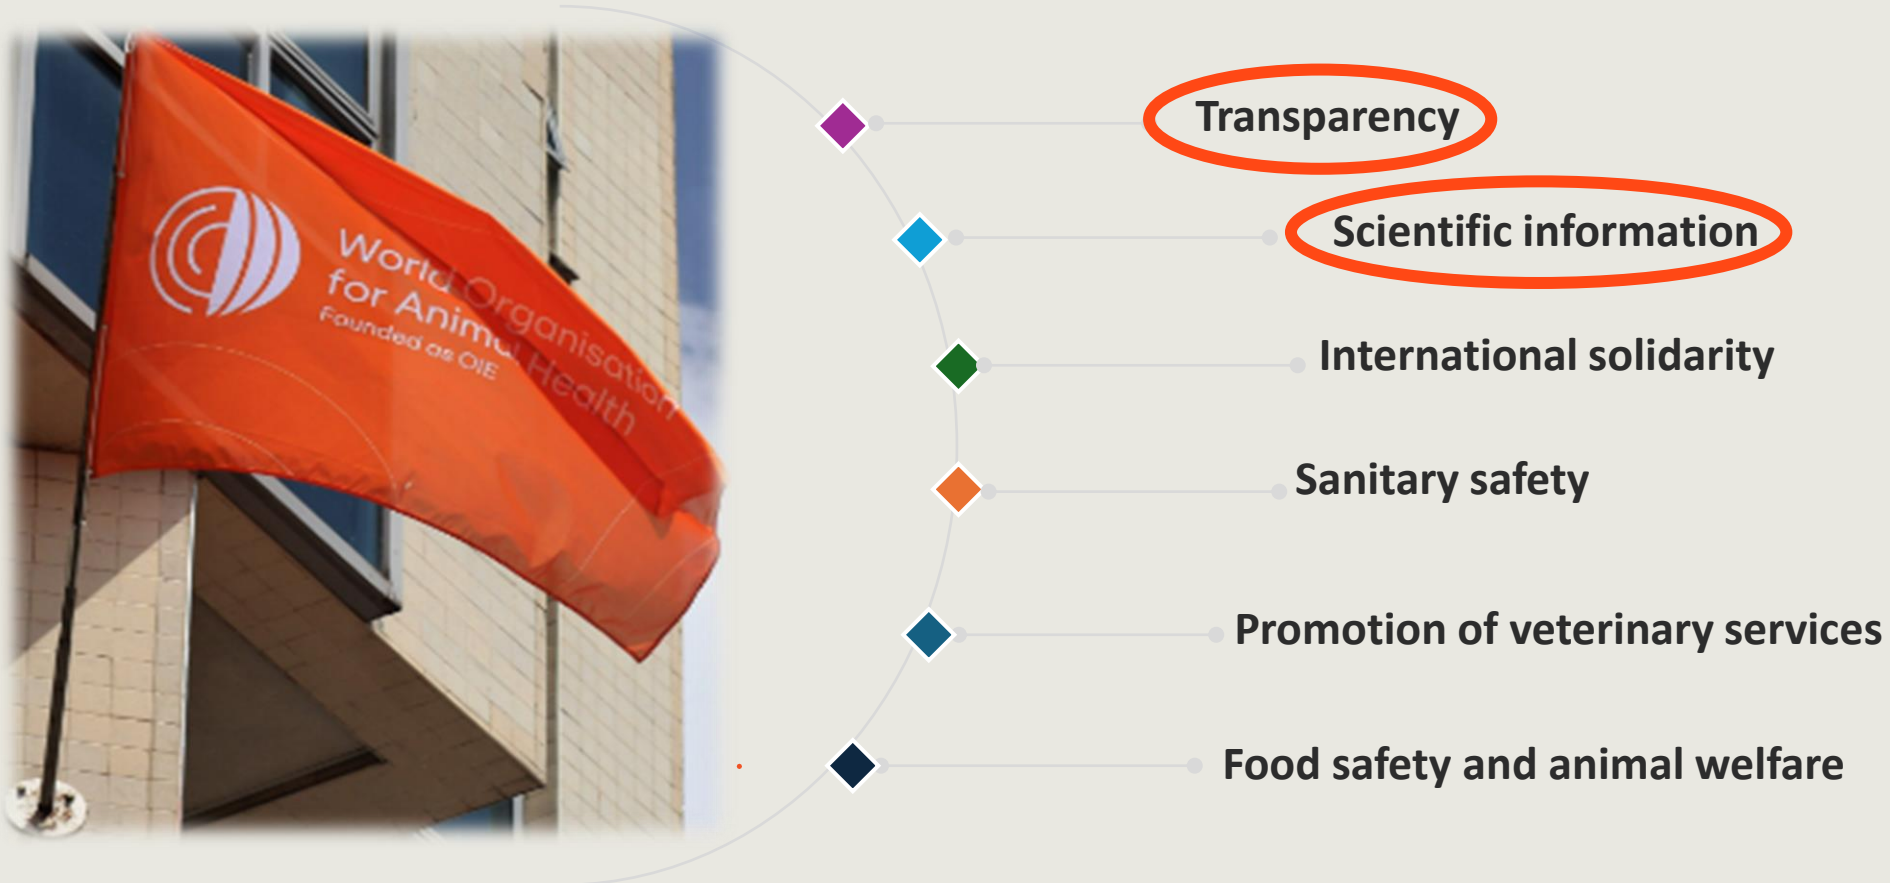 World Organisation
for Animal Health
Founded as OIE
Transparency
Scientific information
International solidarity
Sanitary safety
Promotion of veterinary services
Food safety and animal welfare